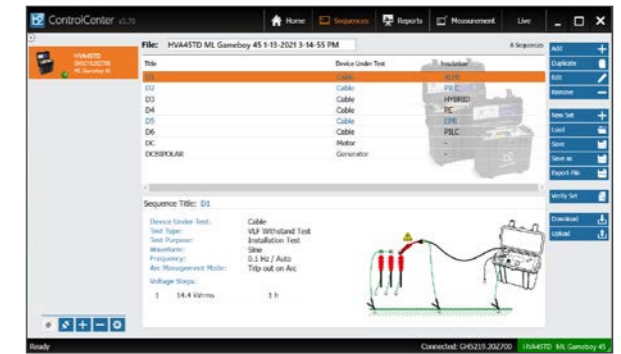 ControlCenter v3.70
Home
Sequences
Reports
Measurement
Live
File: HVA45TD ML Gameboy 45 1-13-2021 3-14-55 PM
8 Sequences
HVA45TD
ML Gameboy 45
Title Device Under Test Insulation
D1 Cable XLPE
D2 Cable PILC
D3 Cable HYBRID
D4 Cable PE
D5 Cable EPR
D6 Cable PILC
DC Motor -
DCBIPOLAR Generator -
Add
Duplicate
Edit
Remove
New Set
Load
Save
Save as
Export File
Verify Set
Download
Upload
Sequence Title: D1
Device Under Test: Cable
Test Type: VLF Withstand Test
Test Purpose: Installation Test
Waveform: Sine
Frequency: 0.1 Hz / Auto
Arc Management Mode: Trip out on Arc
Voltage Steps:
1 14.4 kVrms 1 h
Ready
Connected: GH5219.202700
HVA45TD ML Gameboy 45